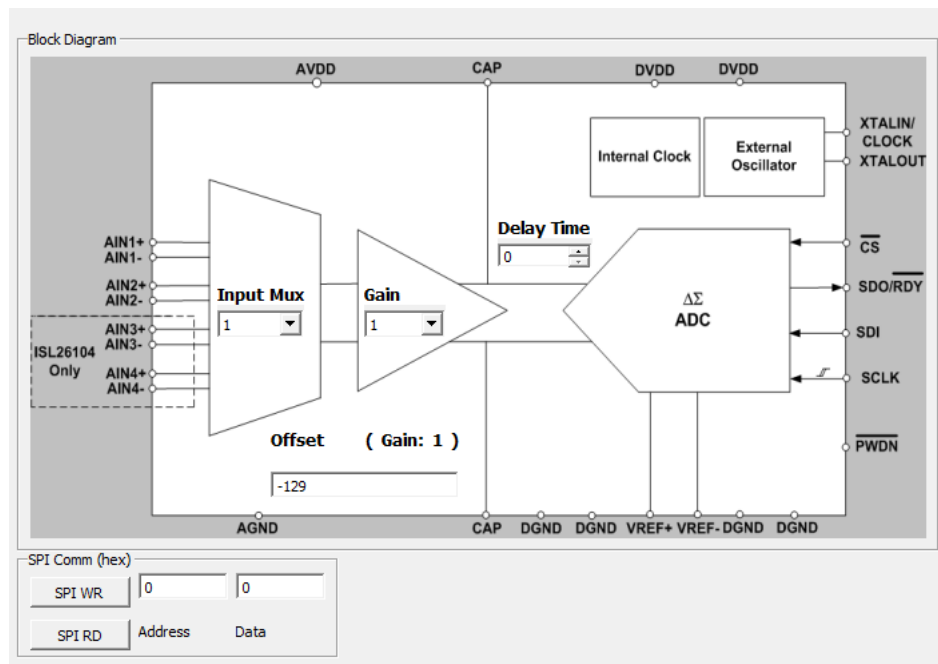 Block Diagram
AVDD
CAP
DVDD
DVDD
XTALIN/
CLOCK
XTALOUT
Internal Clock
External
Oscillator
Delay Time
0
AIN1+
AIN1-
AIN2+
AIN2-
AIN3+
AIN3-
AIN4+
AIN4-
ISL26104
Only
Input Mux
1
Gain
1
ΔΣ
ADC
CS
SDO/RDY
SDI
SCLK
PWDN
Offset ( Gain: 1 )
-129
AGND
CAP
DGND
DGND
VREF+
VREF-
DGND
DGND
SPI Comm (hex)
SPI WR
0
0
SPI RD
Address
Data